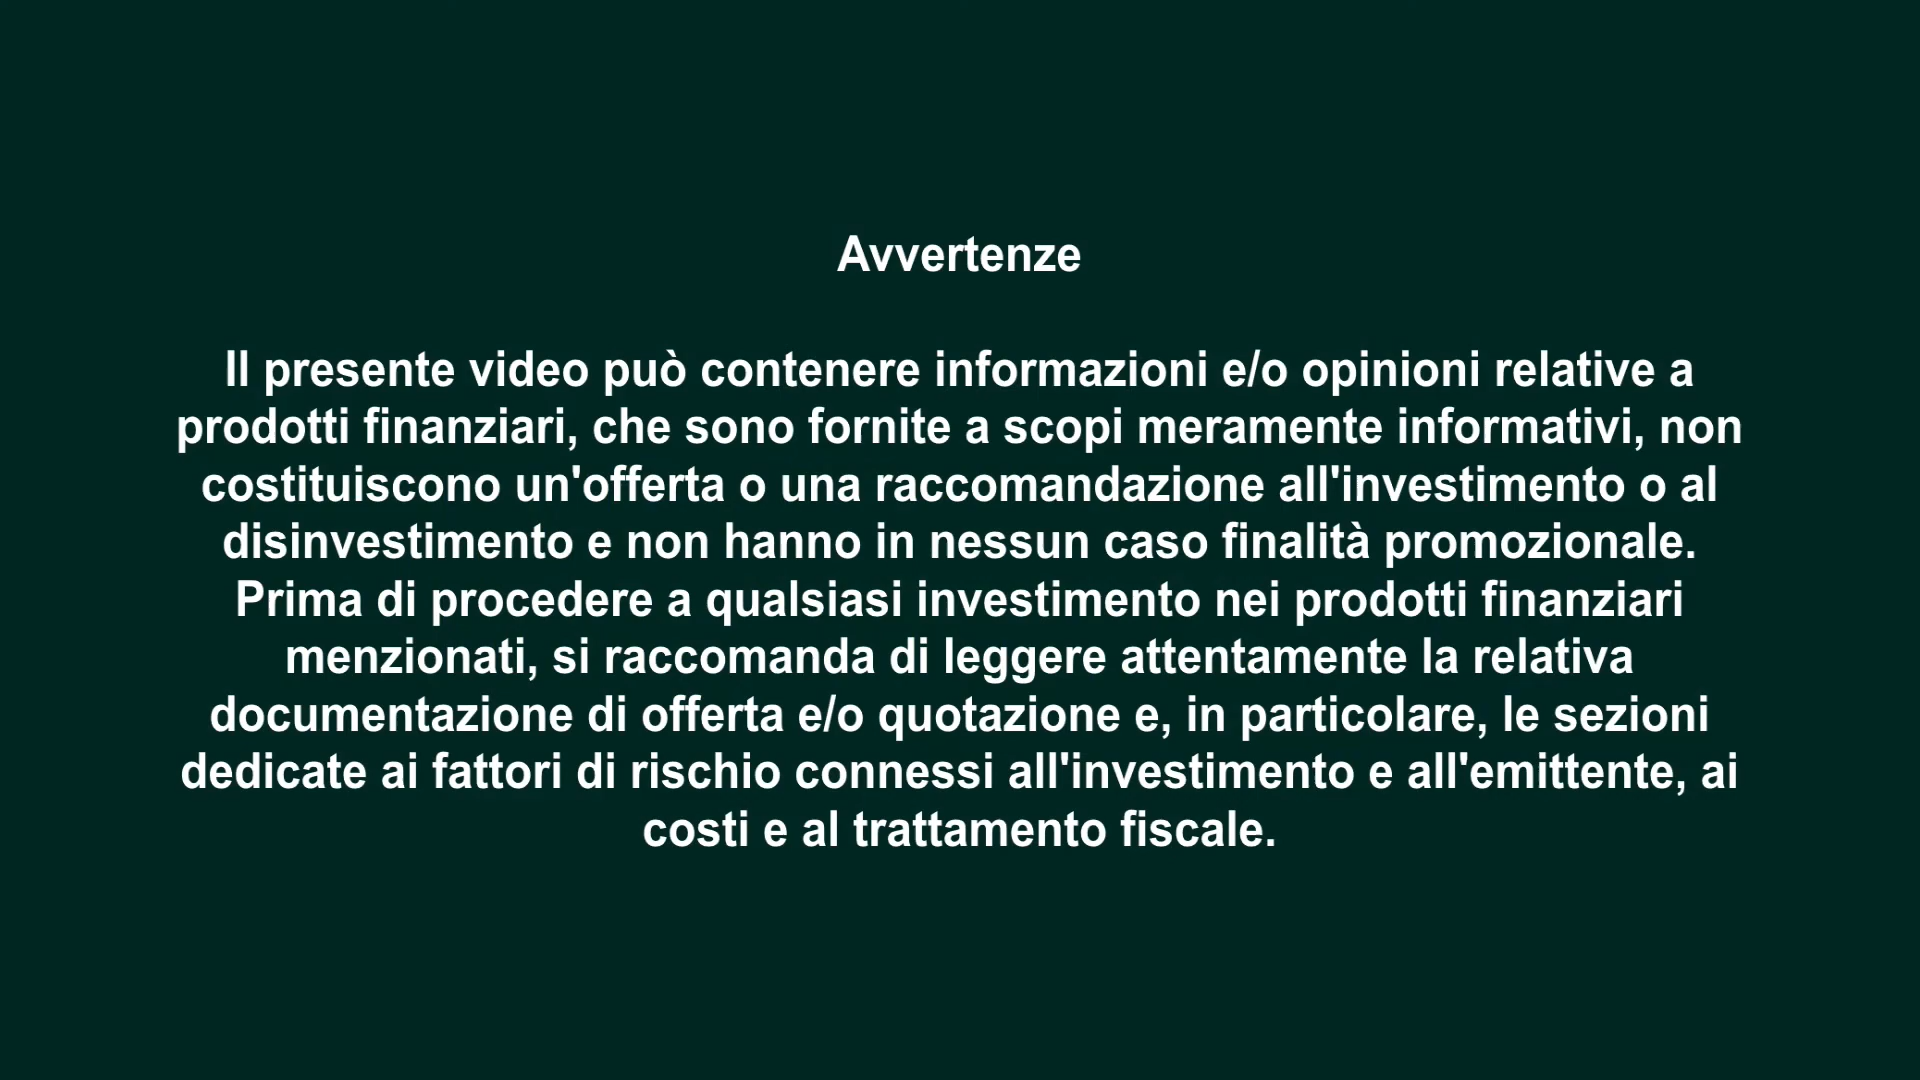 Avvertenze
Il presente video può contenere informazioni e/o opinioni relative a
prodotti finanziari, che sono fornite a scopi meramente informativi, non
costituiscono un'offerta o una raccomandazione all'investimento o al
disinvestimento e non hanno in nessun caso finalità promozionale.
Prima di procedere a qualsiasi investimento nei prodotti finanziari
menzionati, si raccomanda di leggere attentamente la relativa
documentazione di offerta e/o quotazione e, in particolare, le sezioni
dedicate ai fattori di rischio connessi all'investimento e all'emittente, ai
costi e al trattamento fiscale.